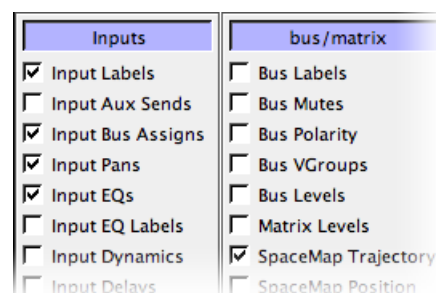 Inputs
Input Labels
Input Aux Sends
Input Bus Assigns
Input Pans
Input EQs
Input EQ Labels
Input Dynamics
Input Delays
bus/matrix
Bus Labels
Bus Mutes
Bus Polarity
Bus VGroups
Bus Levels
Matrix Levels
SpaceMap Trajectory
SpaceMap Position